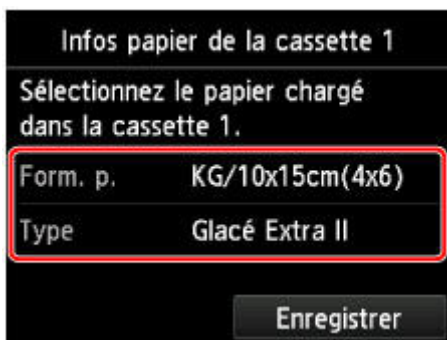 Infos papier de la cassette 1
Sélectionnez le papier chargé
dans la cassette 1.
Form. p. KG/10x15cm(4x6)
Type Glacé Extra II
Enregistrer